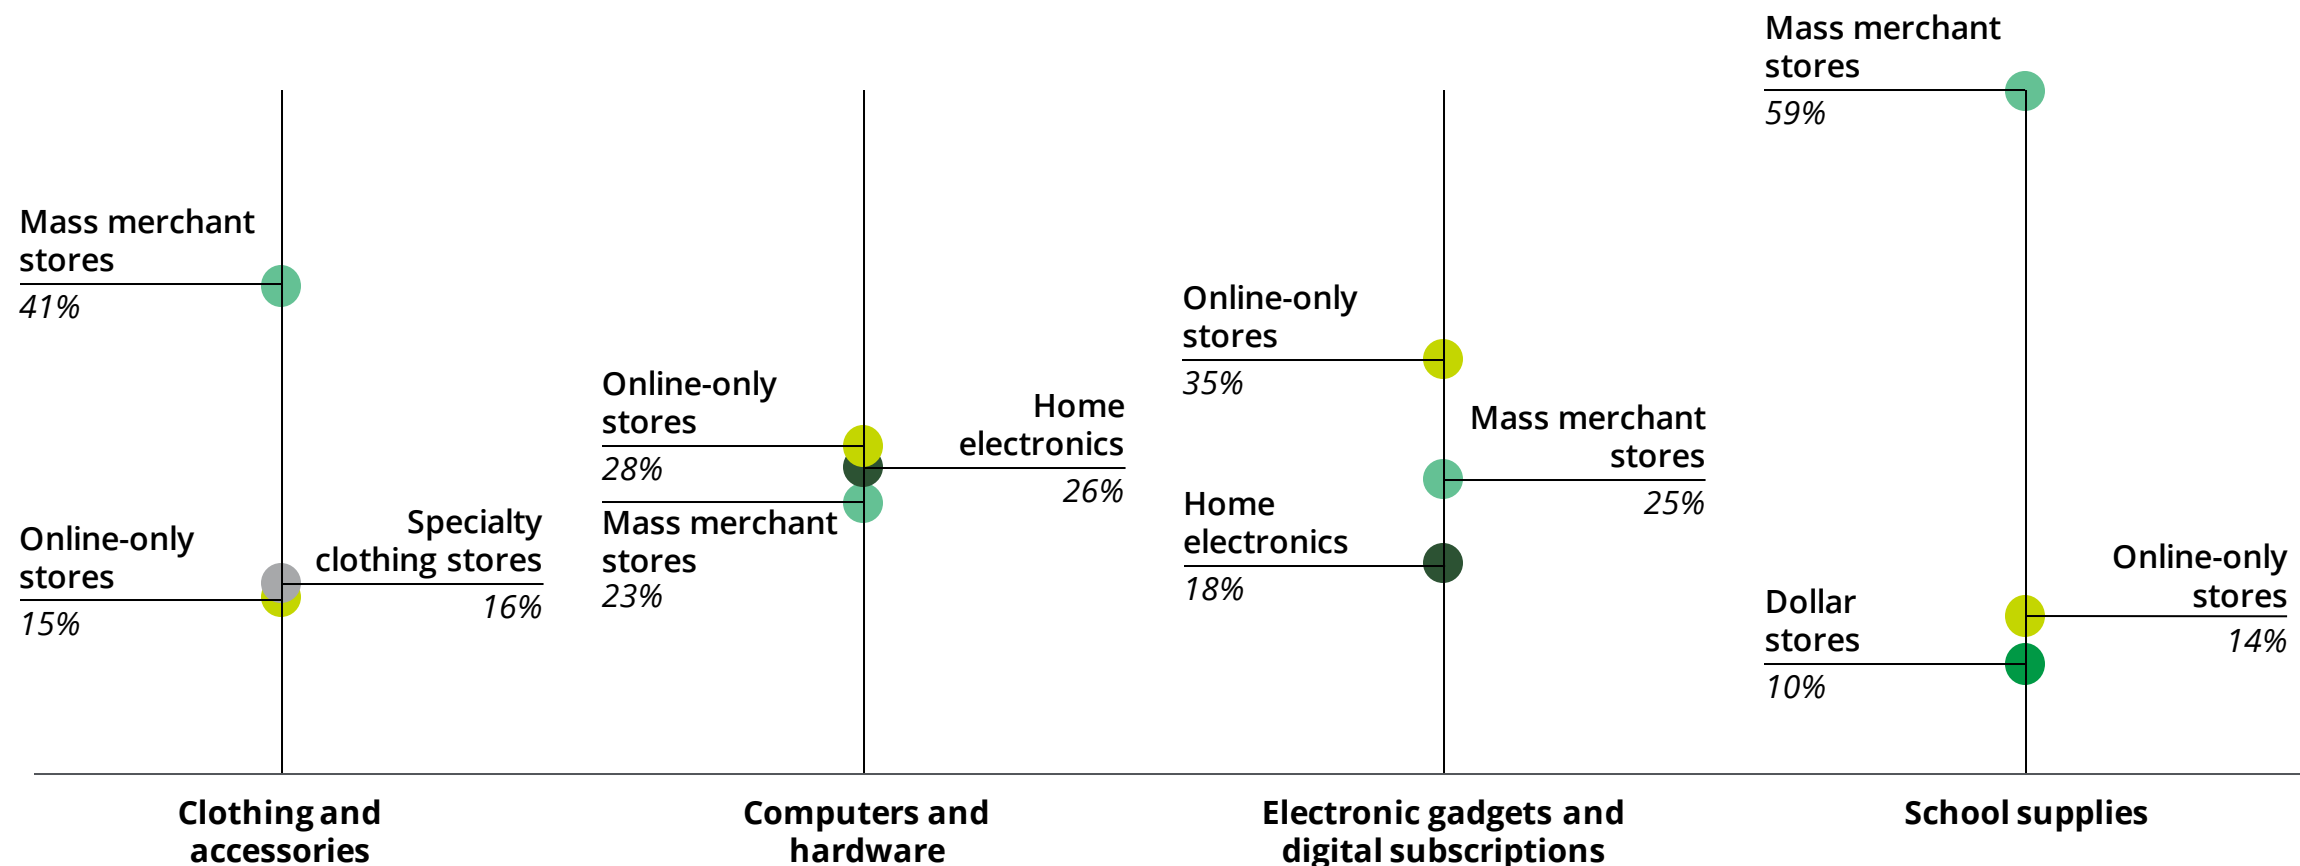 Mass merchant
stores
41%
Online-only
stores
15%
Specialty
clothing stores
16%
Clothing and
accessories
Online-only
stores
28%
Home
electronics
26%
Mass merchant
stores
23%
Computers and
hardware
Online-only
stores
35%
Mass merchant
stores
25%
Home
electronics
18%
Electronic gadgets and
digital subscriptions
Mass merchant
stores
59%
Online-only
stores
14%
Dollar
stores
10%
School supplies